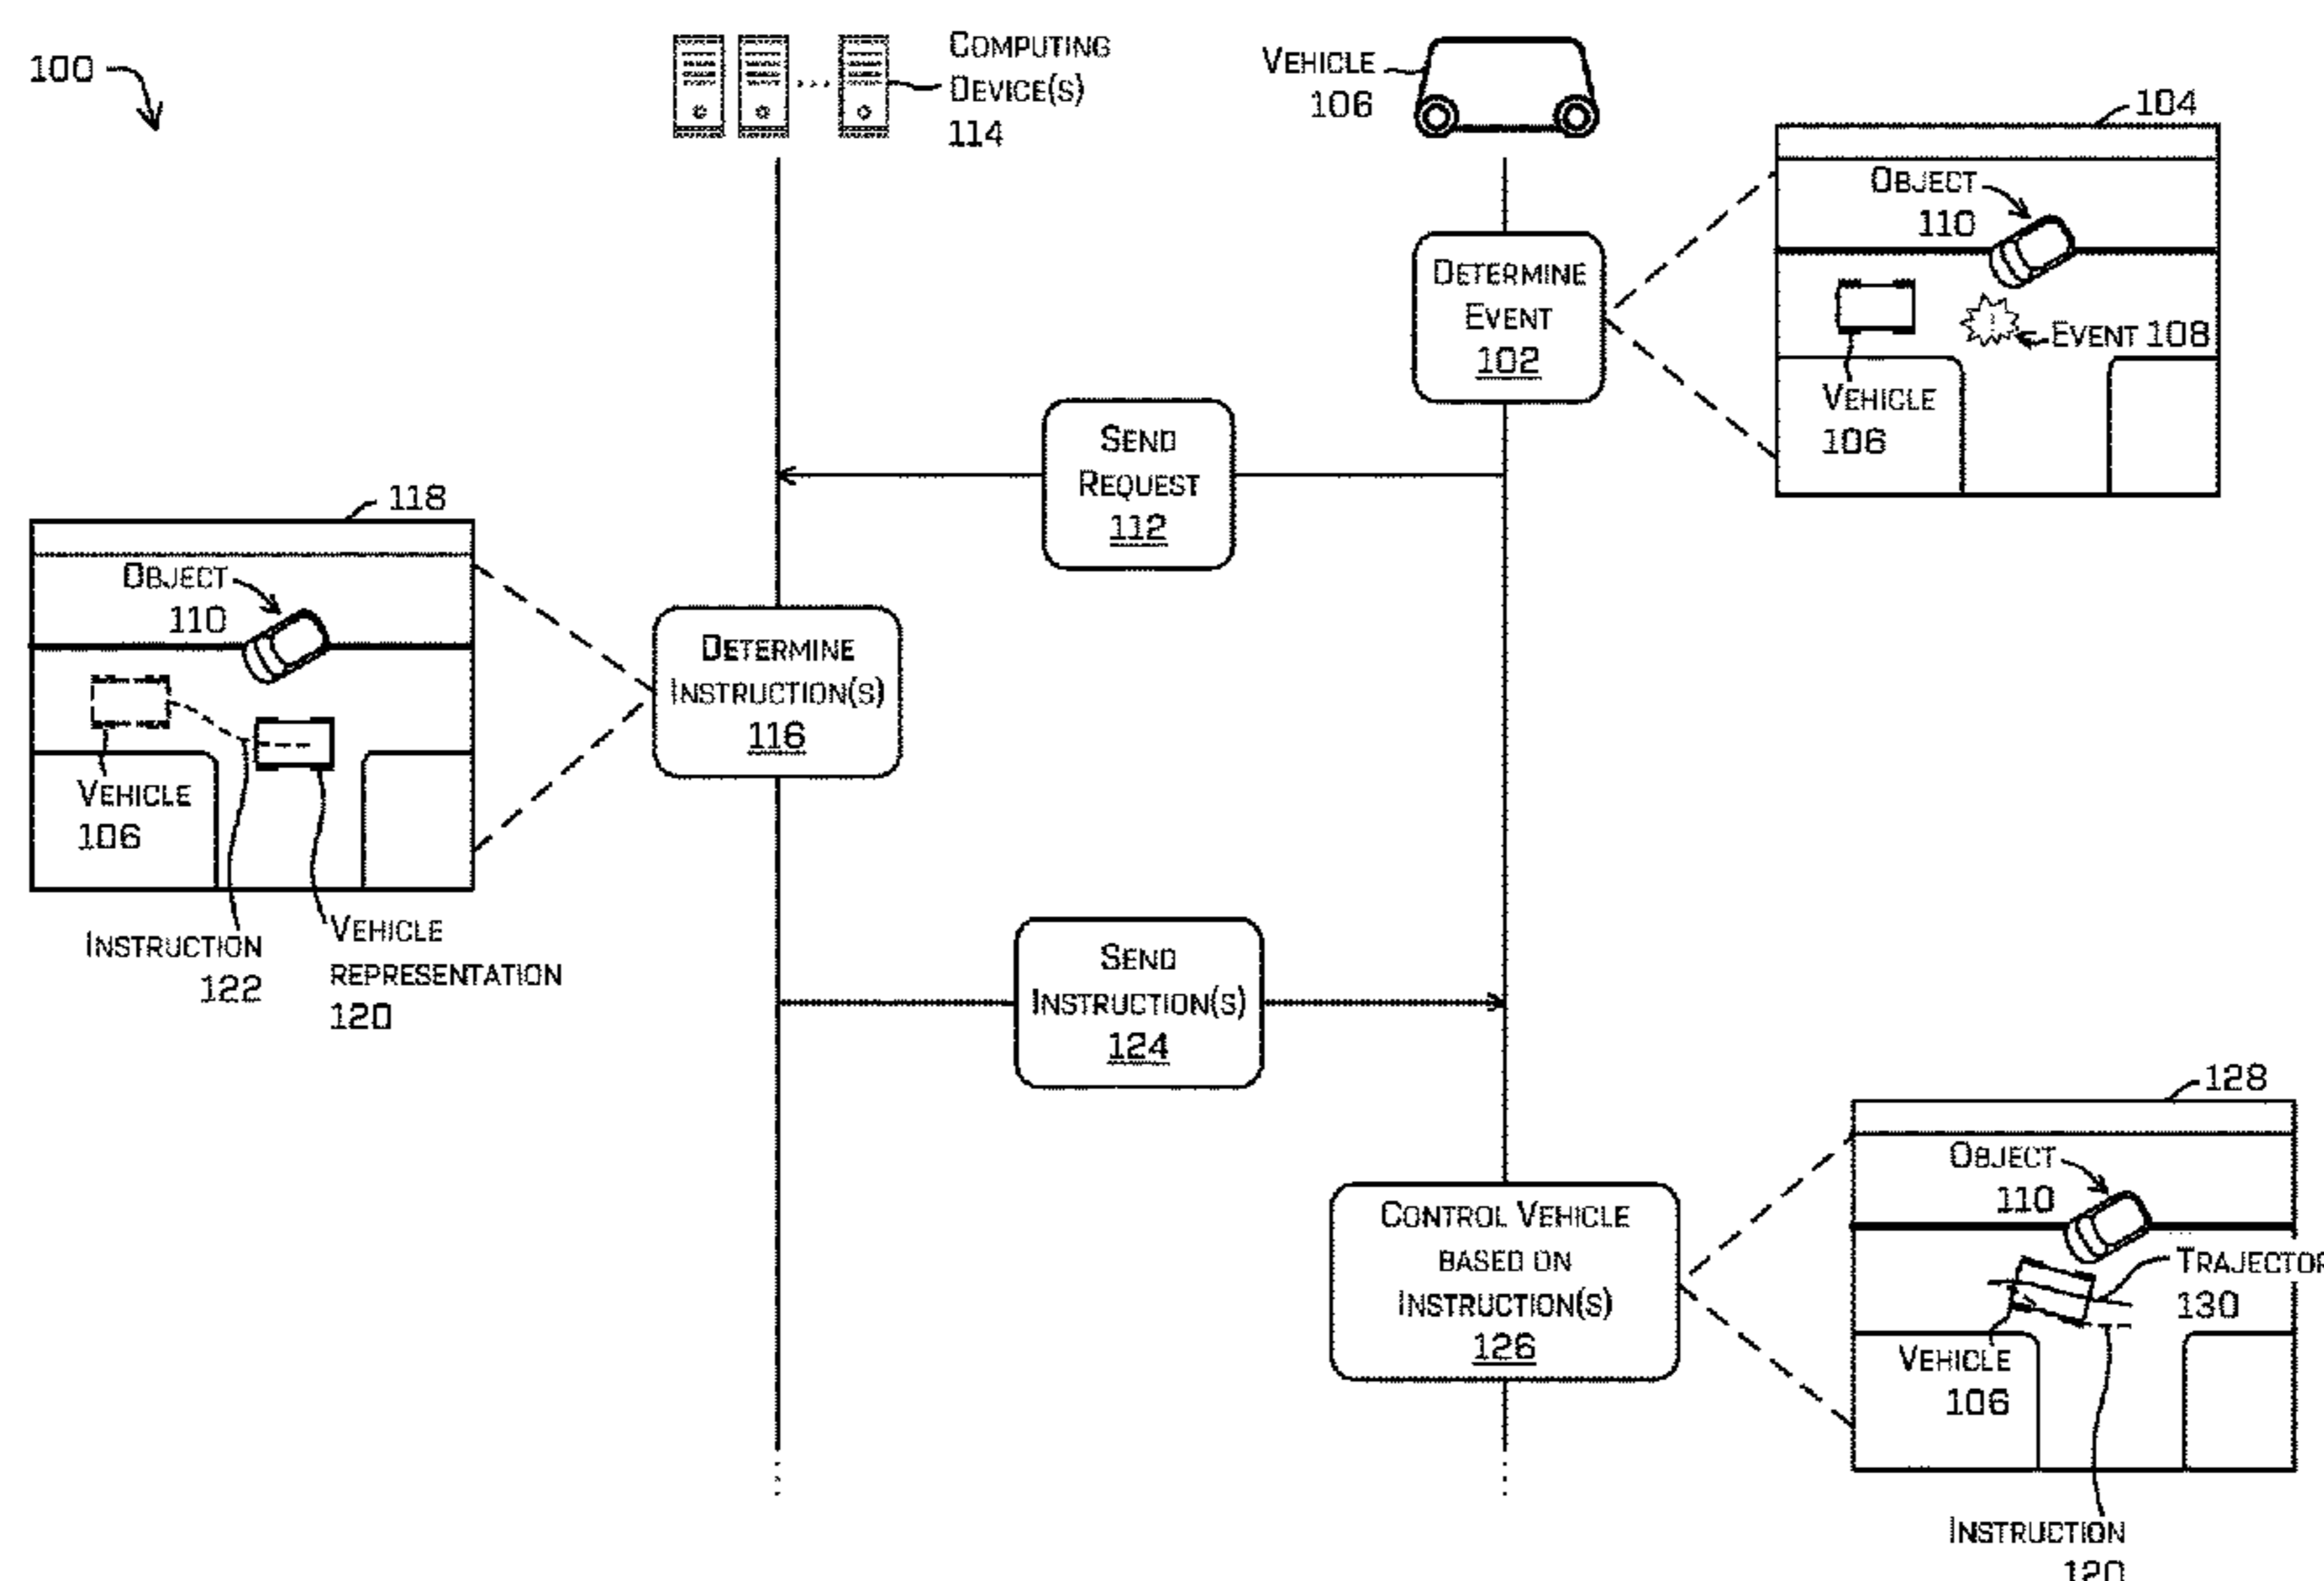 100
COMPUTING
DEVICE(S)
114
VEHICLE
106
104
OBJECT
110
EVENT 108
VEHICLE
106
DETERMINE
EVENT
102
SEND
REQUEST
112
118
OBJECT
110
VEHICLE
106
INSTRUCTION
122
VEHICLE
REPRESENTATION
120
DETERMINE
INSTRUCTION(S)
116
SEND
INSTRUCTION(S)
124
CONTROL VEHICLE
BASED ON
INSTRUCTION(S)
126
128
OBJECT
110
TRAJECTOR
130
VEHICLE
106
INSTRUCTION
120